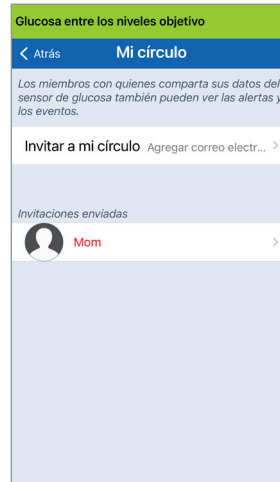 Glucosa entre los niveles objetivo
Atrás Mi círculo
Los miembros con quienes comparta sus datos del
sensor de glucosa también pueden ver las alertas y
los eventos.
Invitar a mi círculo Agregar correo electr...
Invitaciones enviadas
Mom